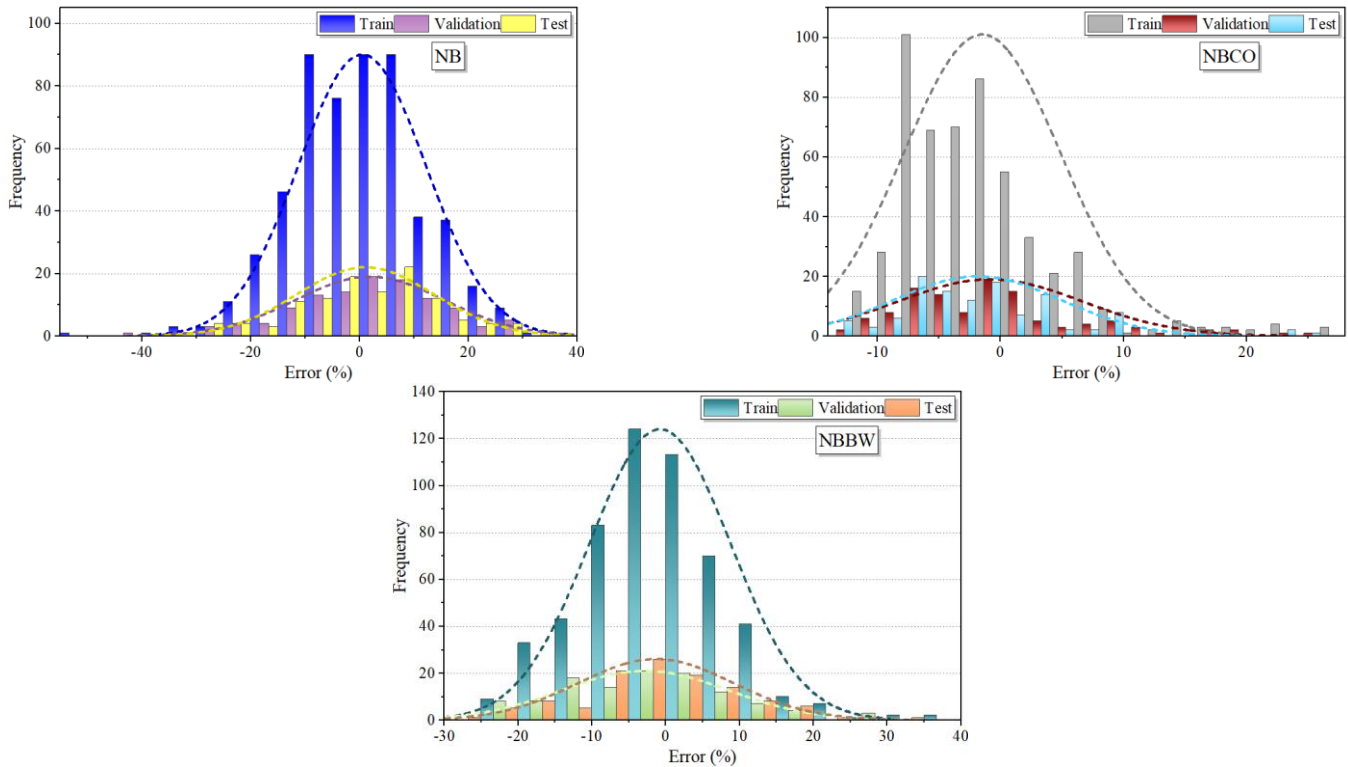 Train Validation Test
NB
100
80
60
40
20
0
Frequency
-40 -20 0 20 40
Error (%)
Train Validation Test
NBCO
100
80
60
40
20
0
Frequency
-10 0 10 20
Error (%)
Train Validation Test
NBBW
140
120
100
80
60
40
20
0
Frequency
-30 -20 -10 0 10 20 30 40
Error (%)